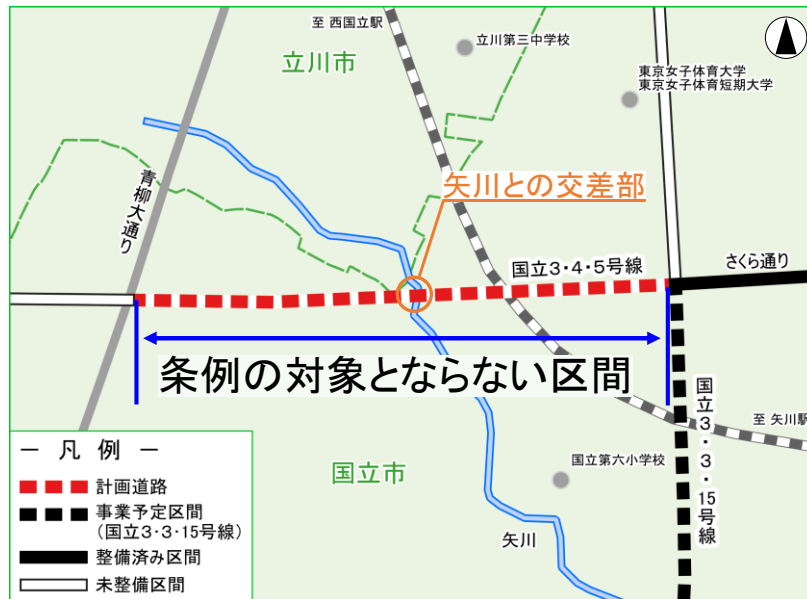 至 西国立駅
立川市
立川第三中学校
東京女子体育大学
東京女子体育短期大学
青柳大通り
矢川との交差部
国立3・4・5号線
さくら通り
条例の対象とならない区間
国立3・3・15号線
至 矢川駅
国立第六小学校
国立市
矢川
― 凡 例 ―
計画道路
事業予定区間
(国立3・3・15号線)
整備済み区間
未整備区間